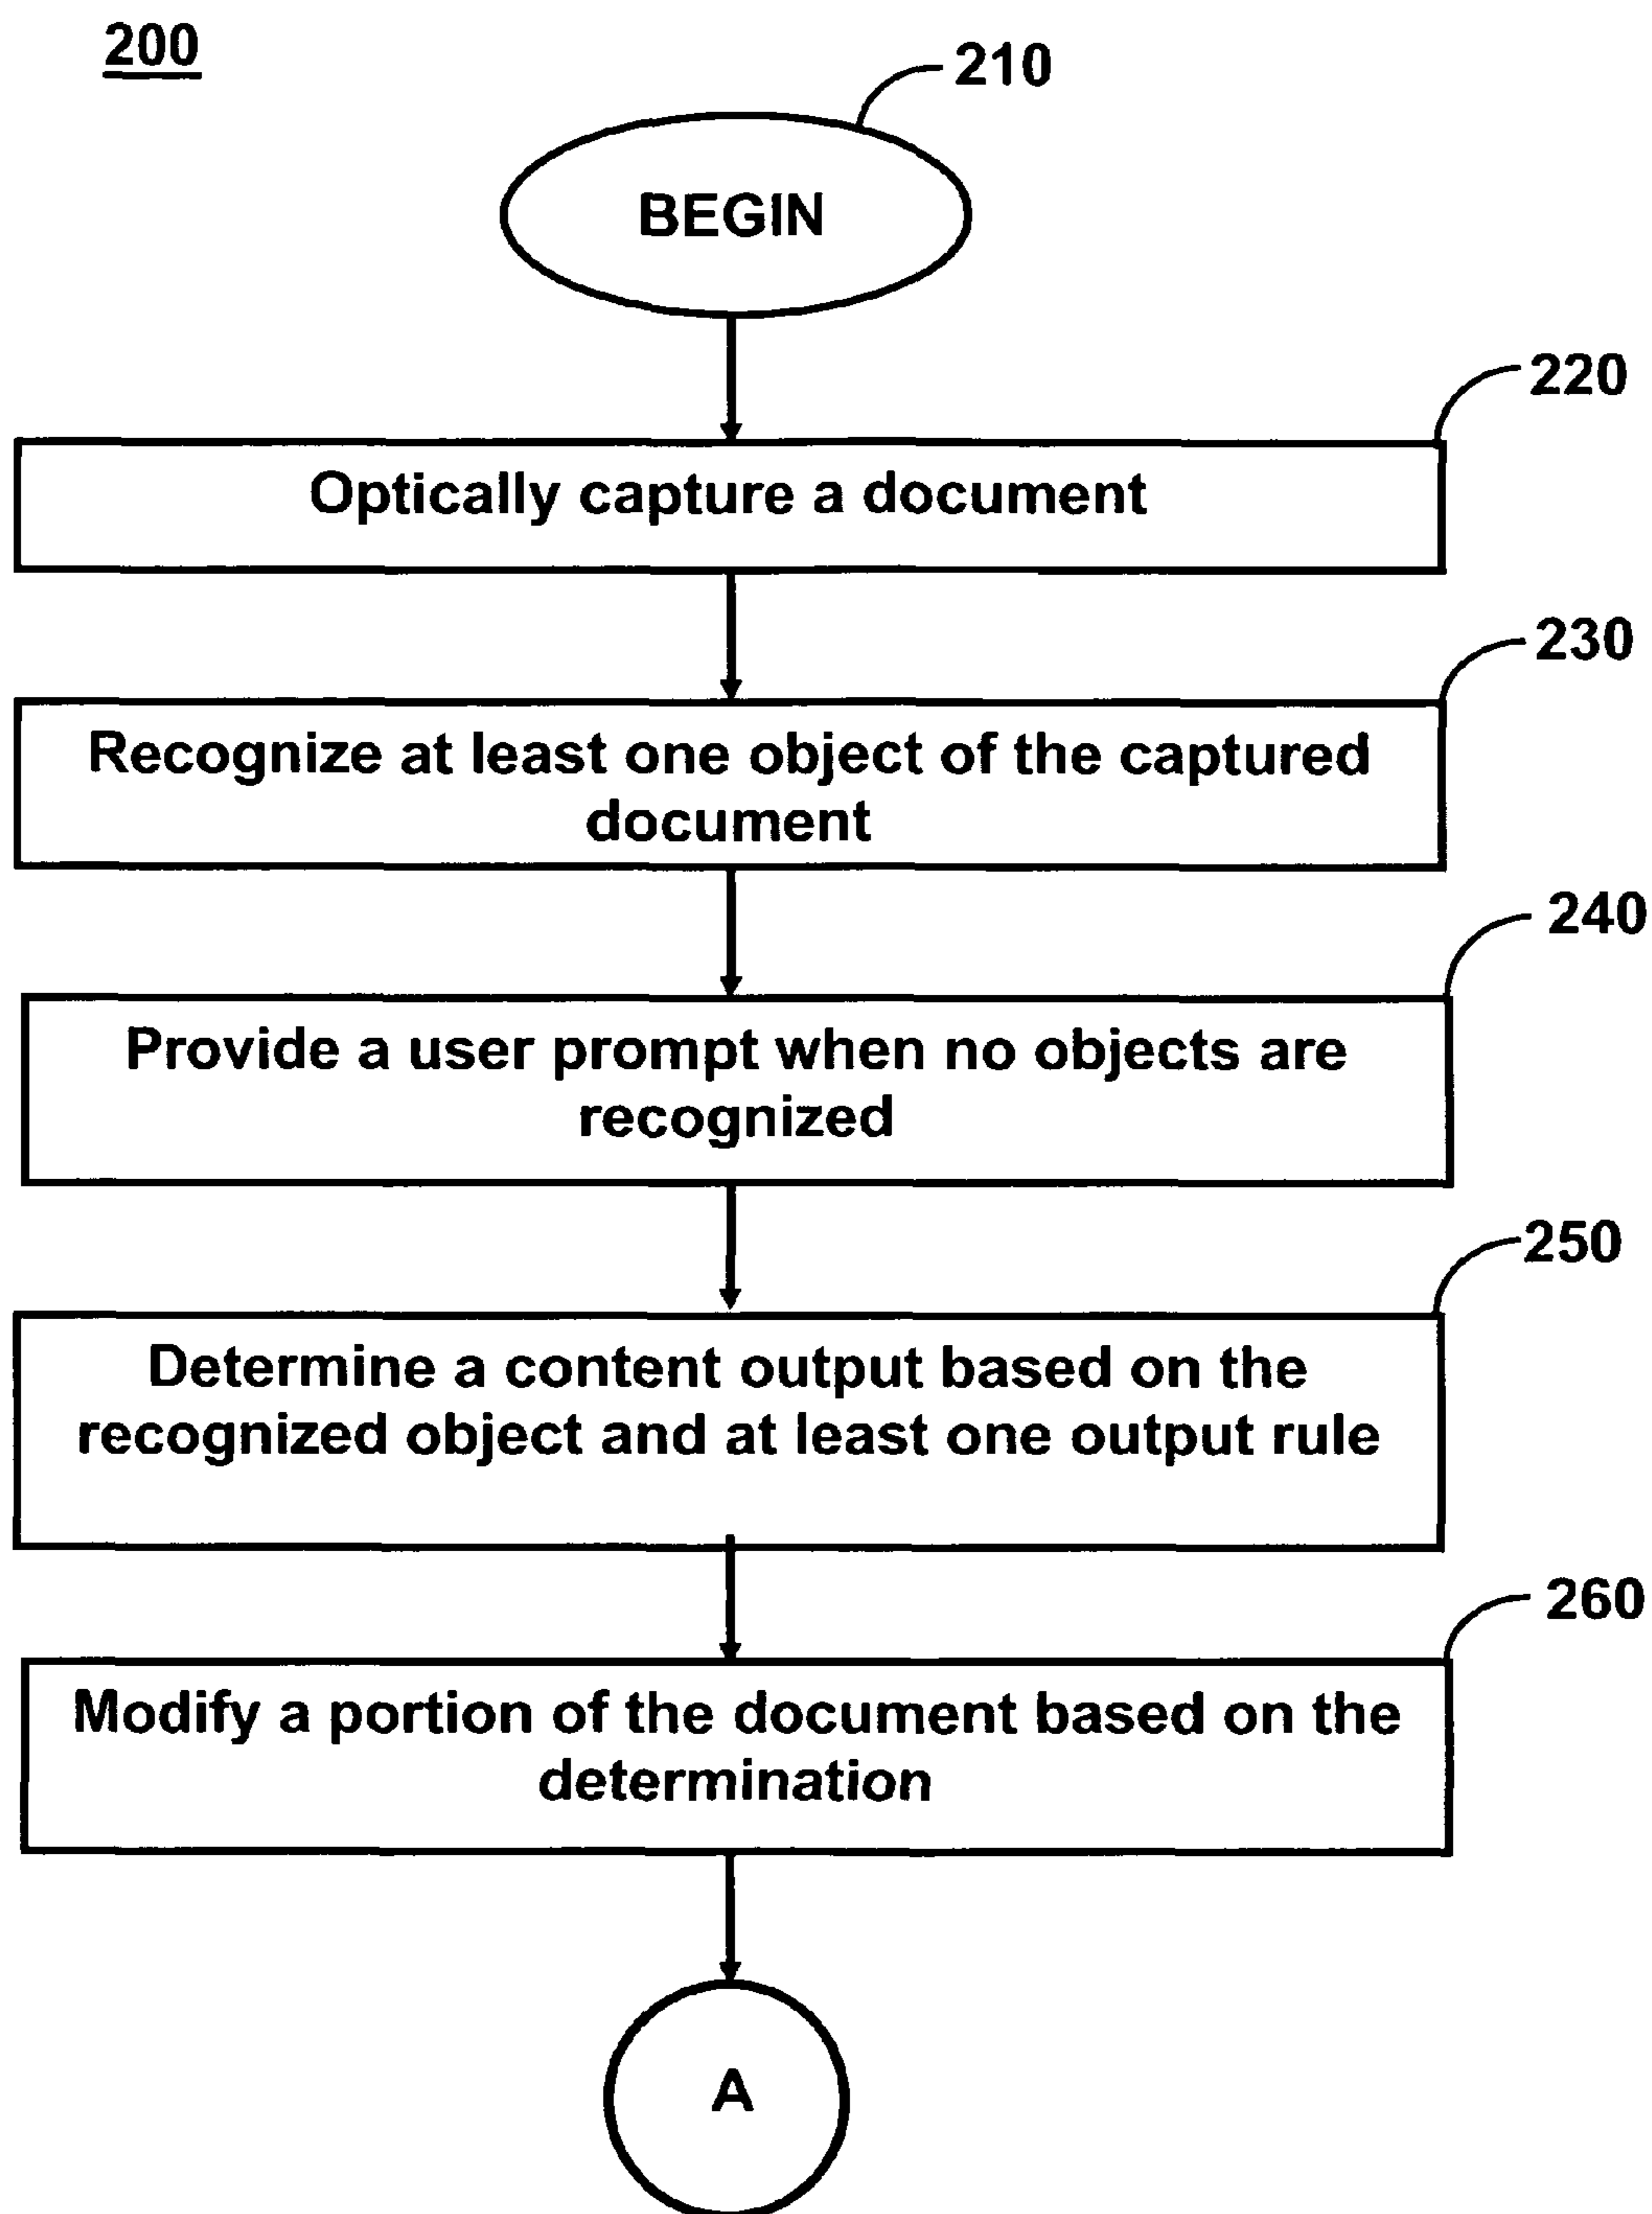 200
210
BEGIN
220
Optically capture a document
230
Recognize at least one object of the captured
document
240
Provide a user prompt when no objects are
recognized
250
Determine a content output based on the
recognized object and at least one output rule
260
Modify a portion of the document based on the
determination
A